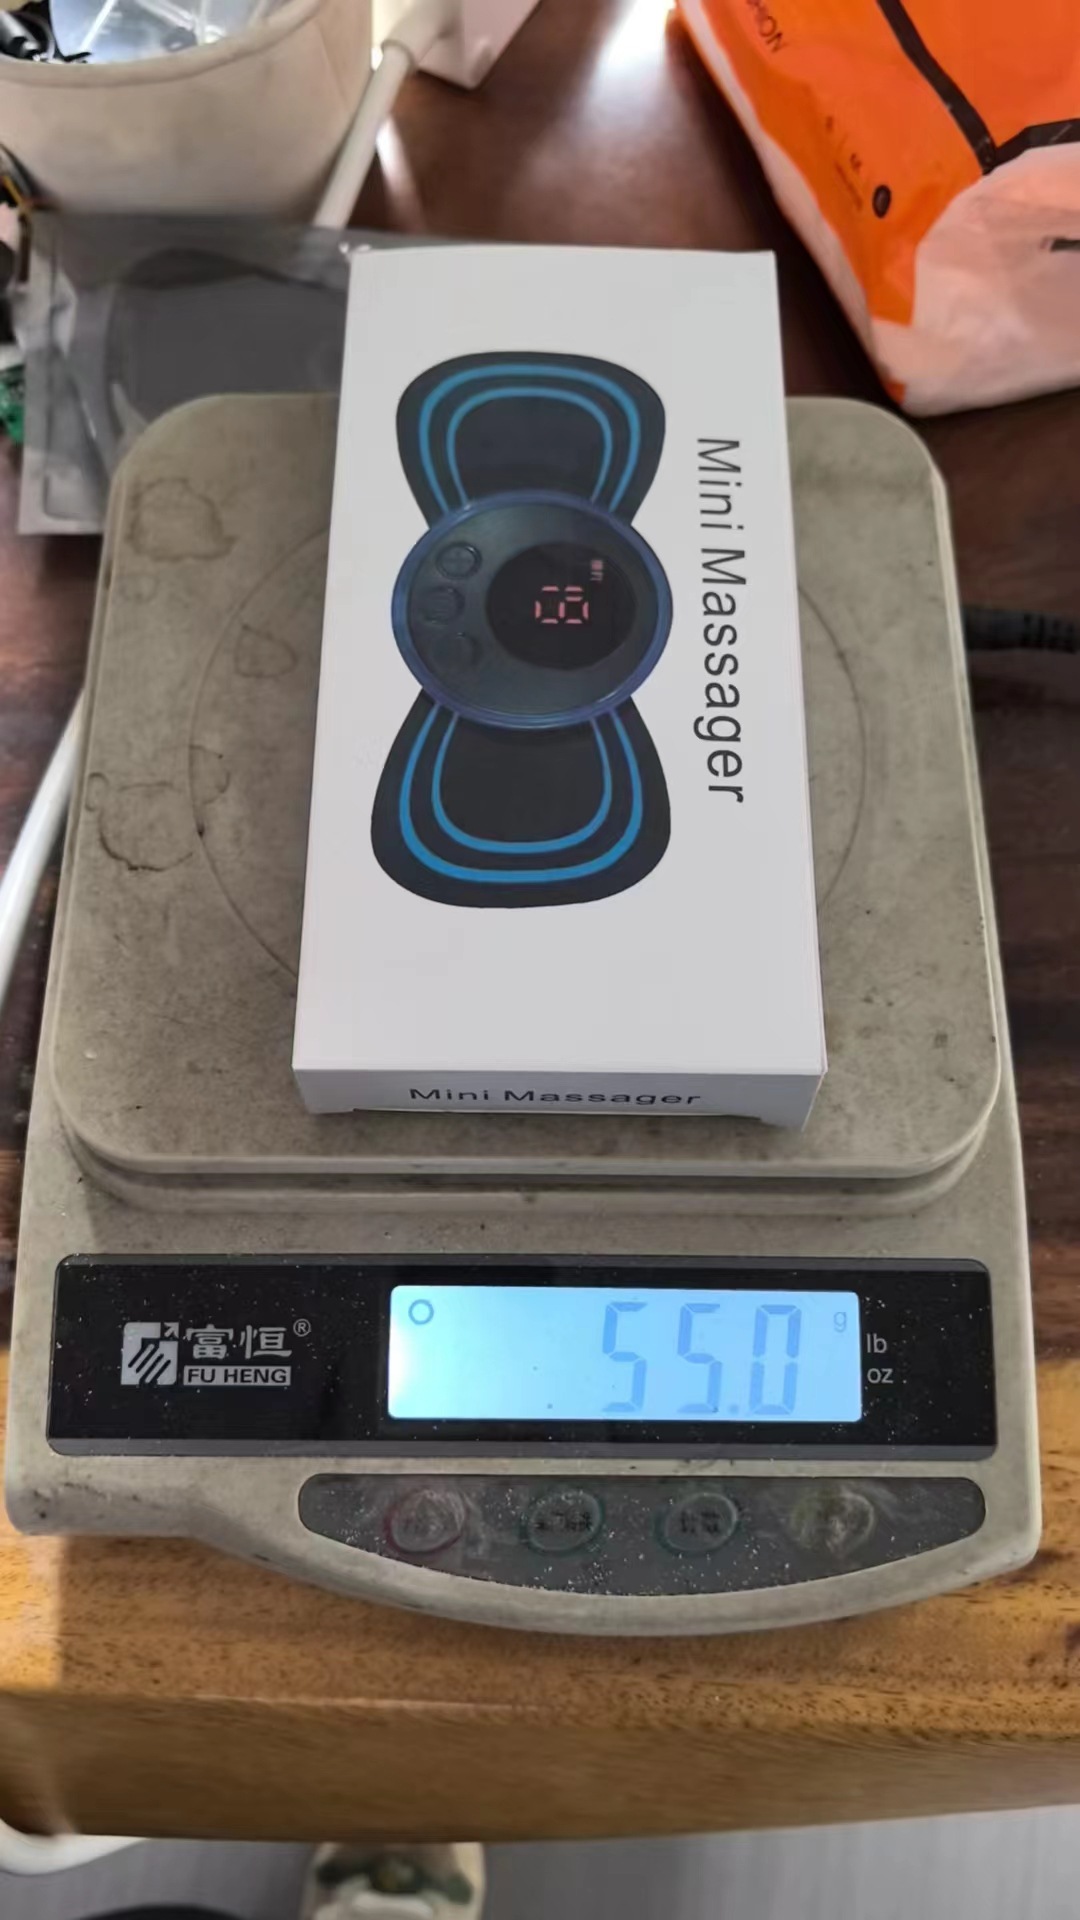 Mini Massager
Mini Massager
富恒®
FU HENG
55.0
g
lb
oz